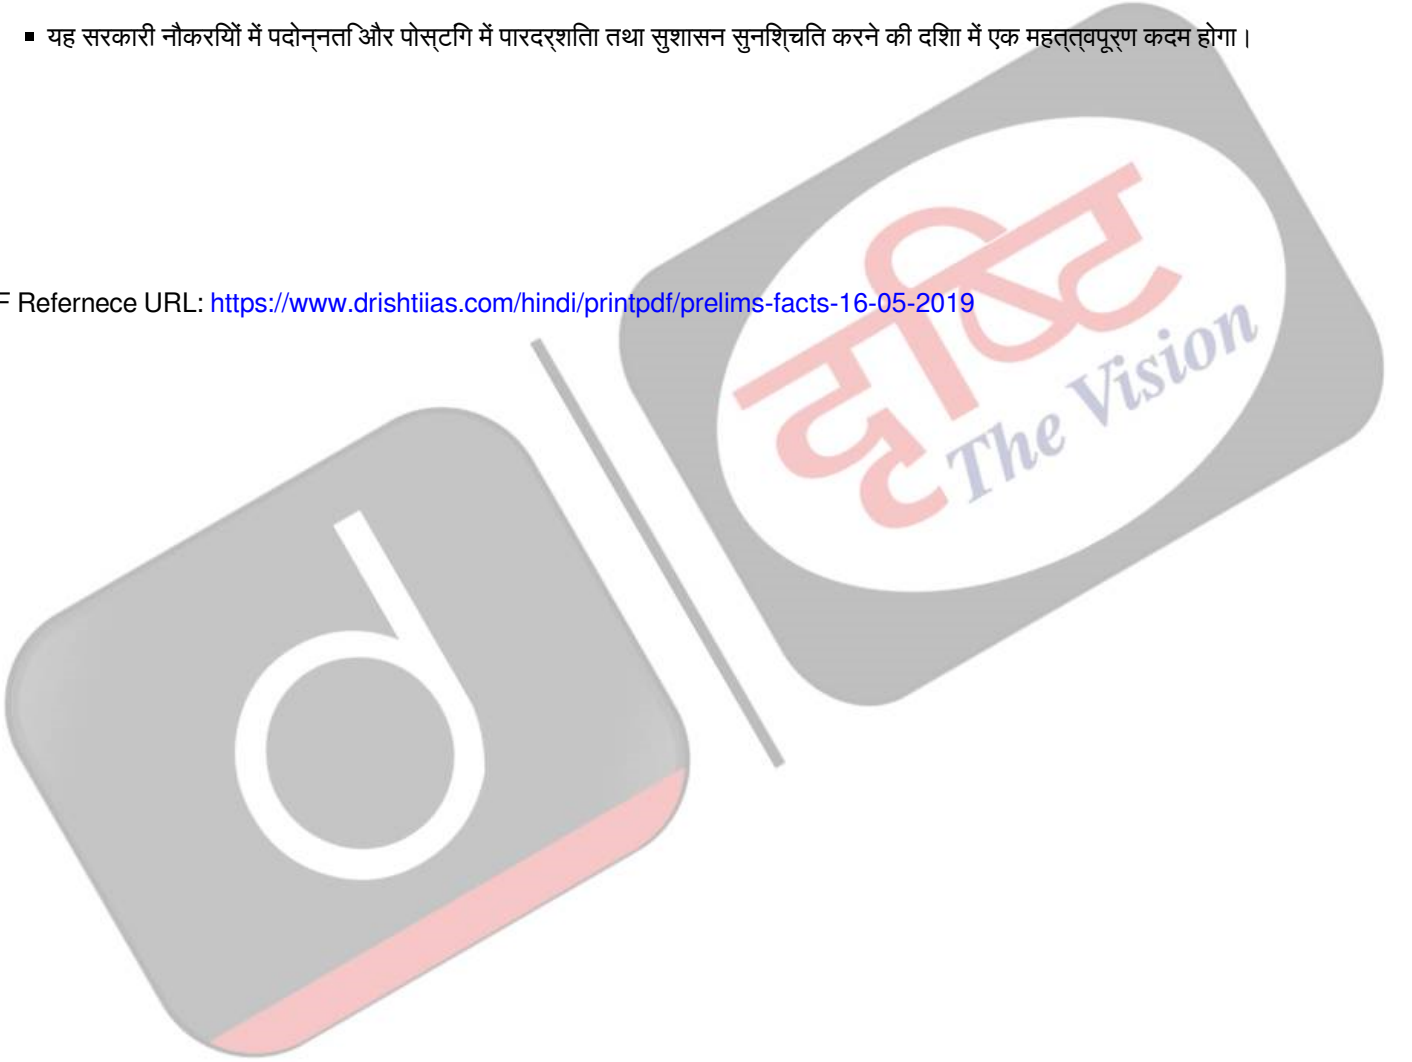 ▪ यह सरकारी नौकरियों में पदोन्नति और पोस्टिंग में पारदर्शिता तथा सुशासन सुनिश्चित करने की दिशा में एक महत्त्वपूर्ण कदम होगा।
F Refernece URL: https://www.drishtiias.com/hindi/printpdf/prelims-facts-16-05-2019
दृष्टि
The Vision
d